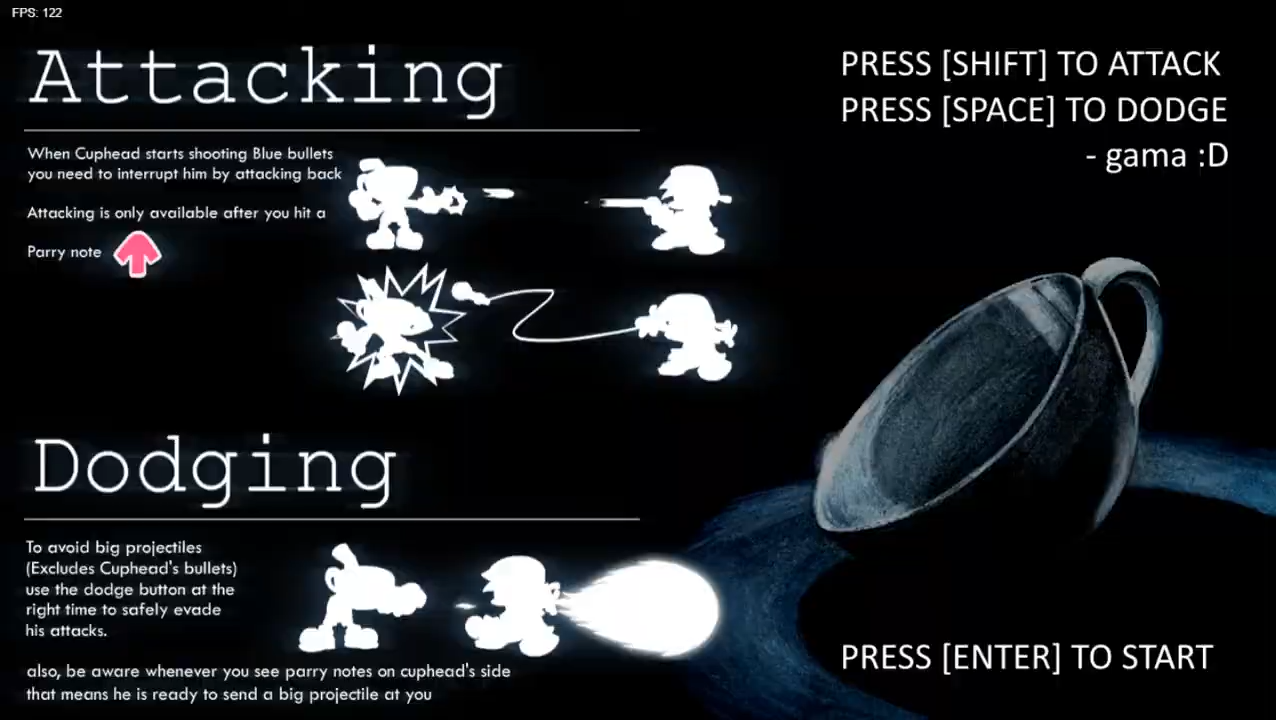 FPS: 122
Attacking
When Cuphead starts shooting Blue bullets
you need to interrupt him by attacking back
Attacking is only available after you hit a
Parry note
PRESS [SHIFT] TO ATTACK
PRESS [SPACE] TO DODGE
- gama :D
Dodging
To avoid big projectiles
(Excludes Cuphead's bullets)
use the dodge button at the
right time to safely evade
his attacks.
also, be aware whenever you see parry notes on cuphead's side
that means he is ready to send a big projectile at you
PRESS [ENTER] TO START